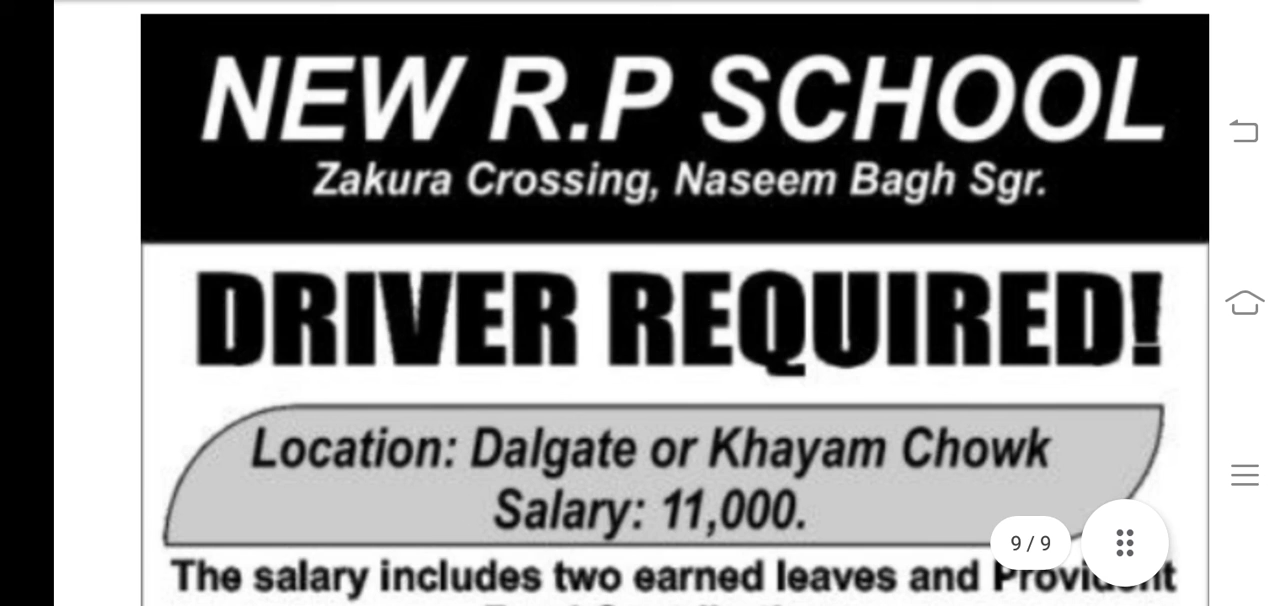 NEW R.P SCHOOL
Zakura Crossing, Naseem Bagh Sgr.
DRIVER REQUIRED!
Location: Dalgate or Khayam Chowk
Salary: 11,000.
9/9
The salary includes two earned leaves and Provident